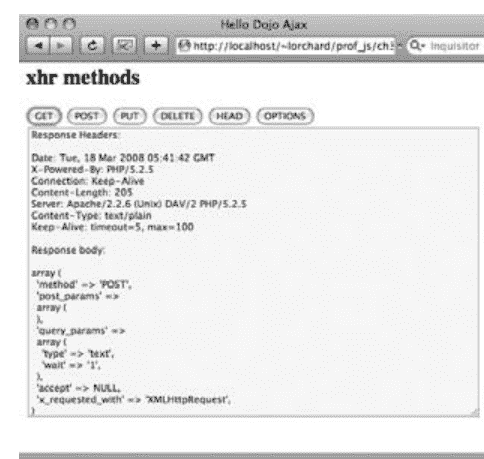 Hello Dojo Ajax
http://localhost/~lorchard/prof_js/ch3
Inquisitor
xhr methods
GET POST PUT DELETE HEAD OPTIONS
Response Headers:
Date: Tue, 18 Mar 2008 05:41:42 GMT
X-Powered-By: PHP/5.2.5
Connection: Keep-Alive
Content-Length: 205
Server: Apache/2.2.6 (Unix) DAV/2 PHP/5.2.5
Content-Type: text/plain
Keep-Alive: timeout=5, max=100
Response body:
array (
'method' => 'POST',
'post_params' =>
array (
),
'query_params' =>
array (
'type' => 'text',
'wait' => '1',
),
'accept' => NULL,
'x_requested_with' => 'XMLHttpRequest',
)